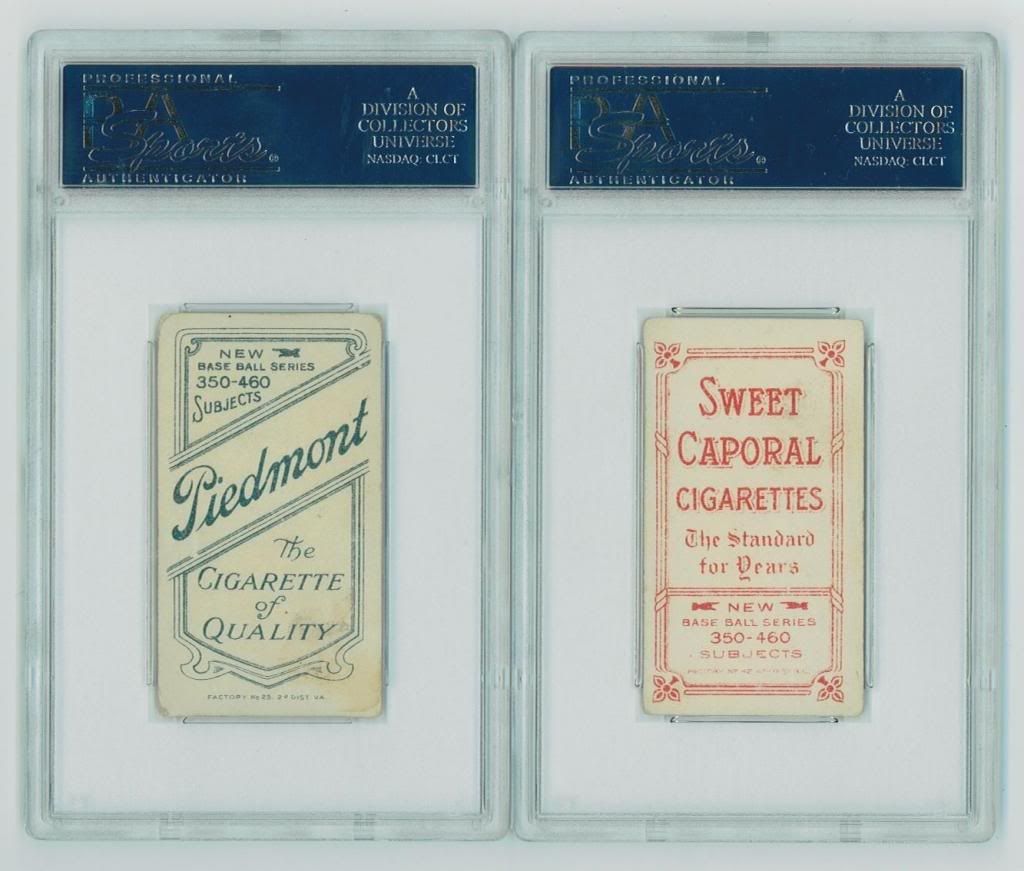 PROFESSIONAL
PSA
Sports®
AUTHENTICATOR
A
DIVISION OF
COLLECTORS
UNIVERSE
NASDAQ: CLCT
NEW
BASE BALL SERIES
350-460
SUBJECTS
Piedmont
The
CIGARETTE
of
QUALITY
FACTORY No 25. 2D DIST. VA.
PROFESSIONAL
PSA
Sports®
AUTHENTICATOR
A
DIVISION OF
COLLECTORS
UNIVERSE
NASDAQ: CLCT
SWEET
CAPORAL
CIGARETTES
The Standard
for Years
NEW
BASE BALL SERIES
350-460
SUBJECTS